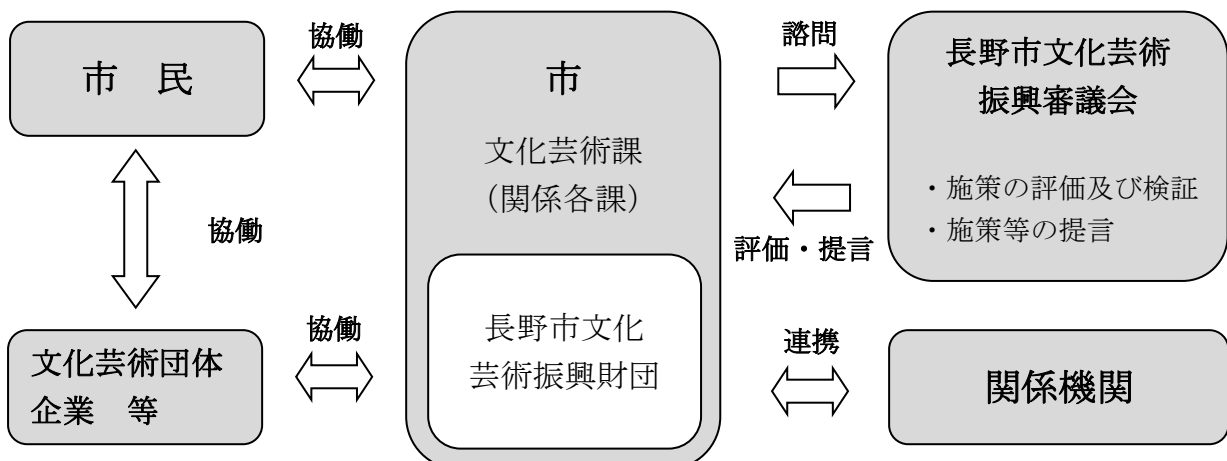 市　民
協働
協働
文化芸術団体
企業　等
協働
市
文化芸術課
（関係各課）
長野市文化
芸術振興財団
諮問
評価・提言
長野市文化芸術
振興審議会
・施策の評価及び検証
・施策等の提言
連携
関係機関